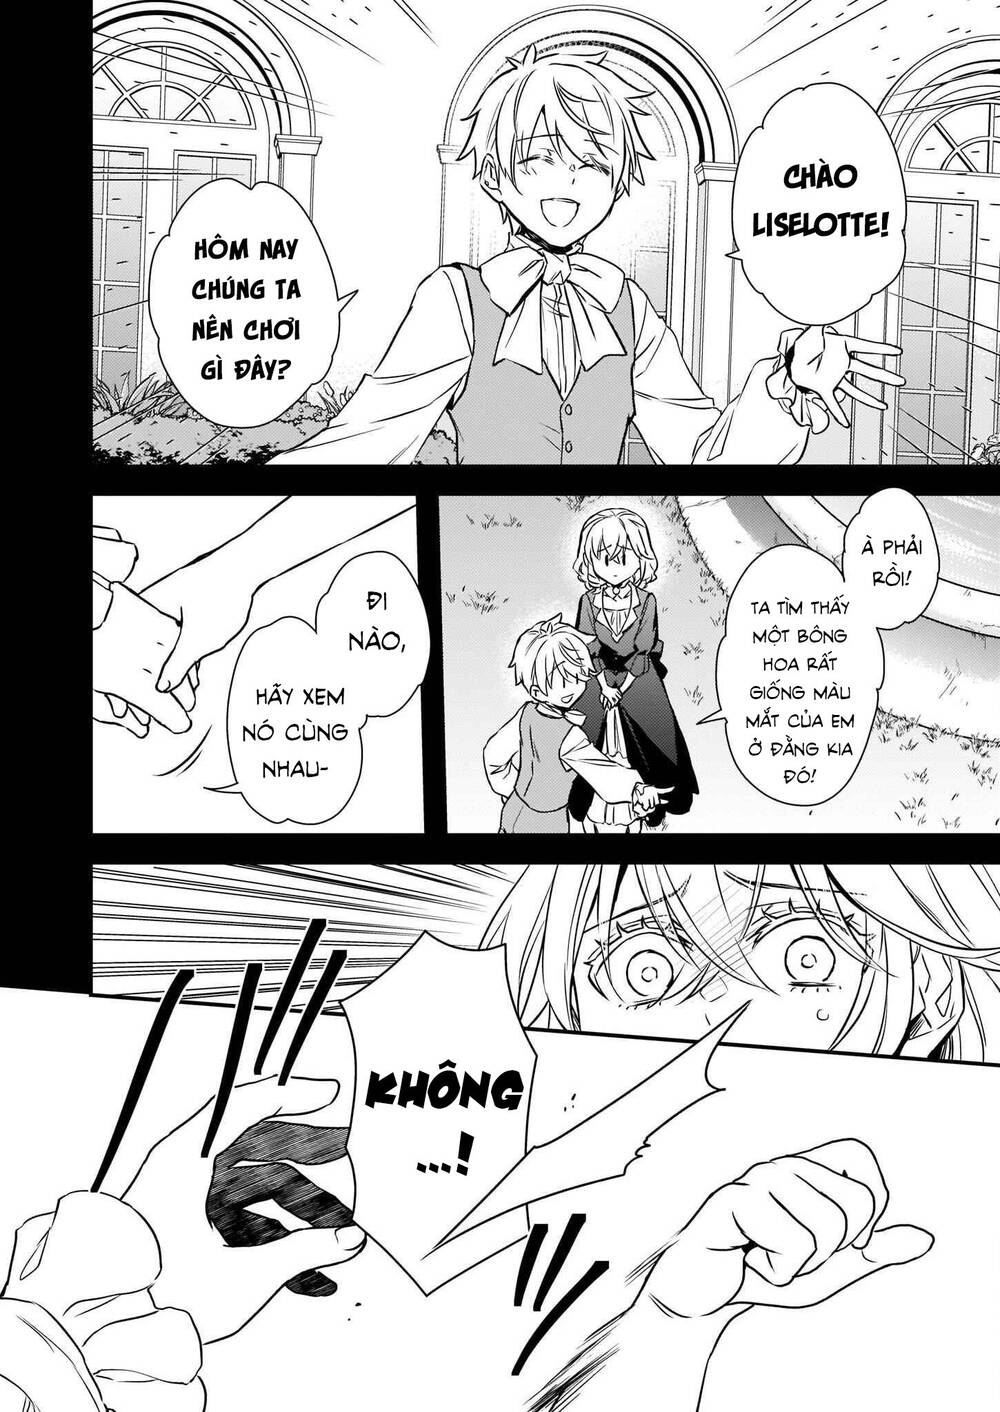 CHÀO
LISELOTTE!
HÔM NAY
CHÚNG TA
NÊN CHƠI
GÌ ĐÂY?
À PHẢI
RỒI!
TA TÌM THẤY
MỘT BÔNG
HOA RẤT
GIỐNG MÀU
MẮT CỦA EM
Ở ĐẰNG KIA
ĐÓ!
ĐI
NÀO,
HÃY XEM
NÓ CÙNG
NHAU-
KHÔNG
...!